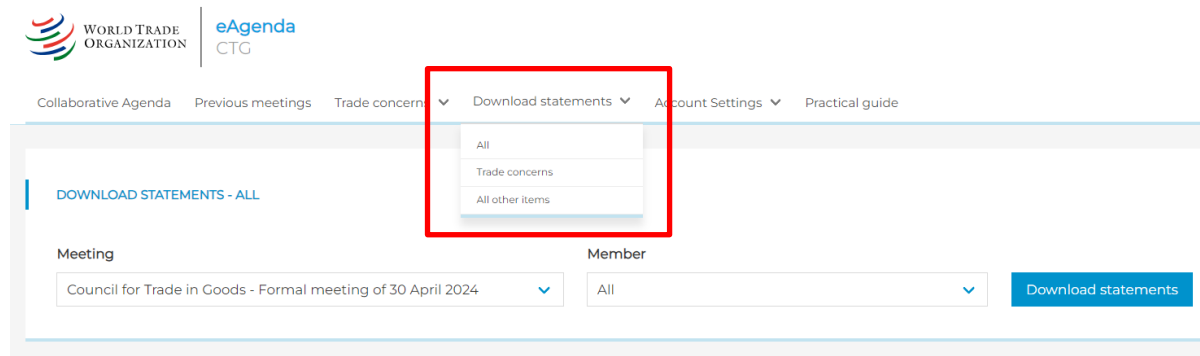 WORLD TRADE
ORGANIZATION
eAgenda
CTG
Collaborative Agenda Previous meetings Trade concerns Download statements Account Settings Practical guide
All
Trade concerns
All other items
DOWNLOAD STATEMENTS - ALL
Meeting Member
Council for Trade in Goods - Formal meeting of 30 April 2024 All Download statements